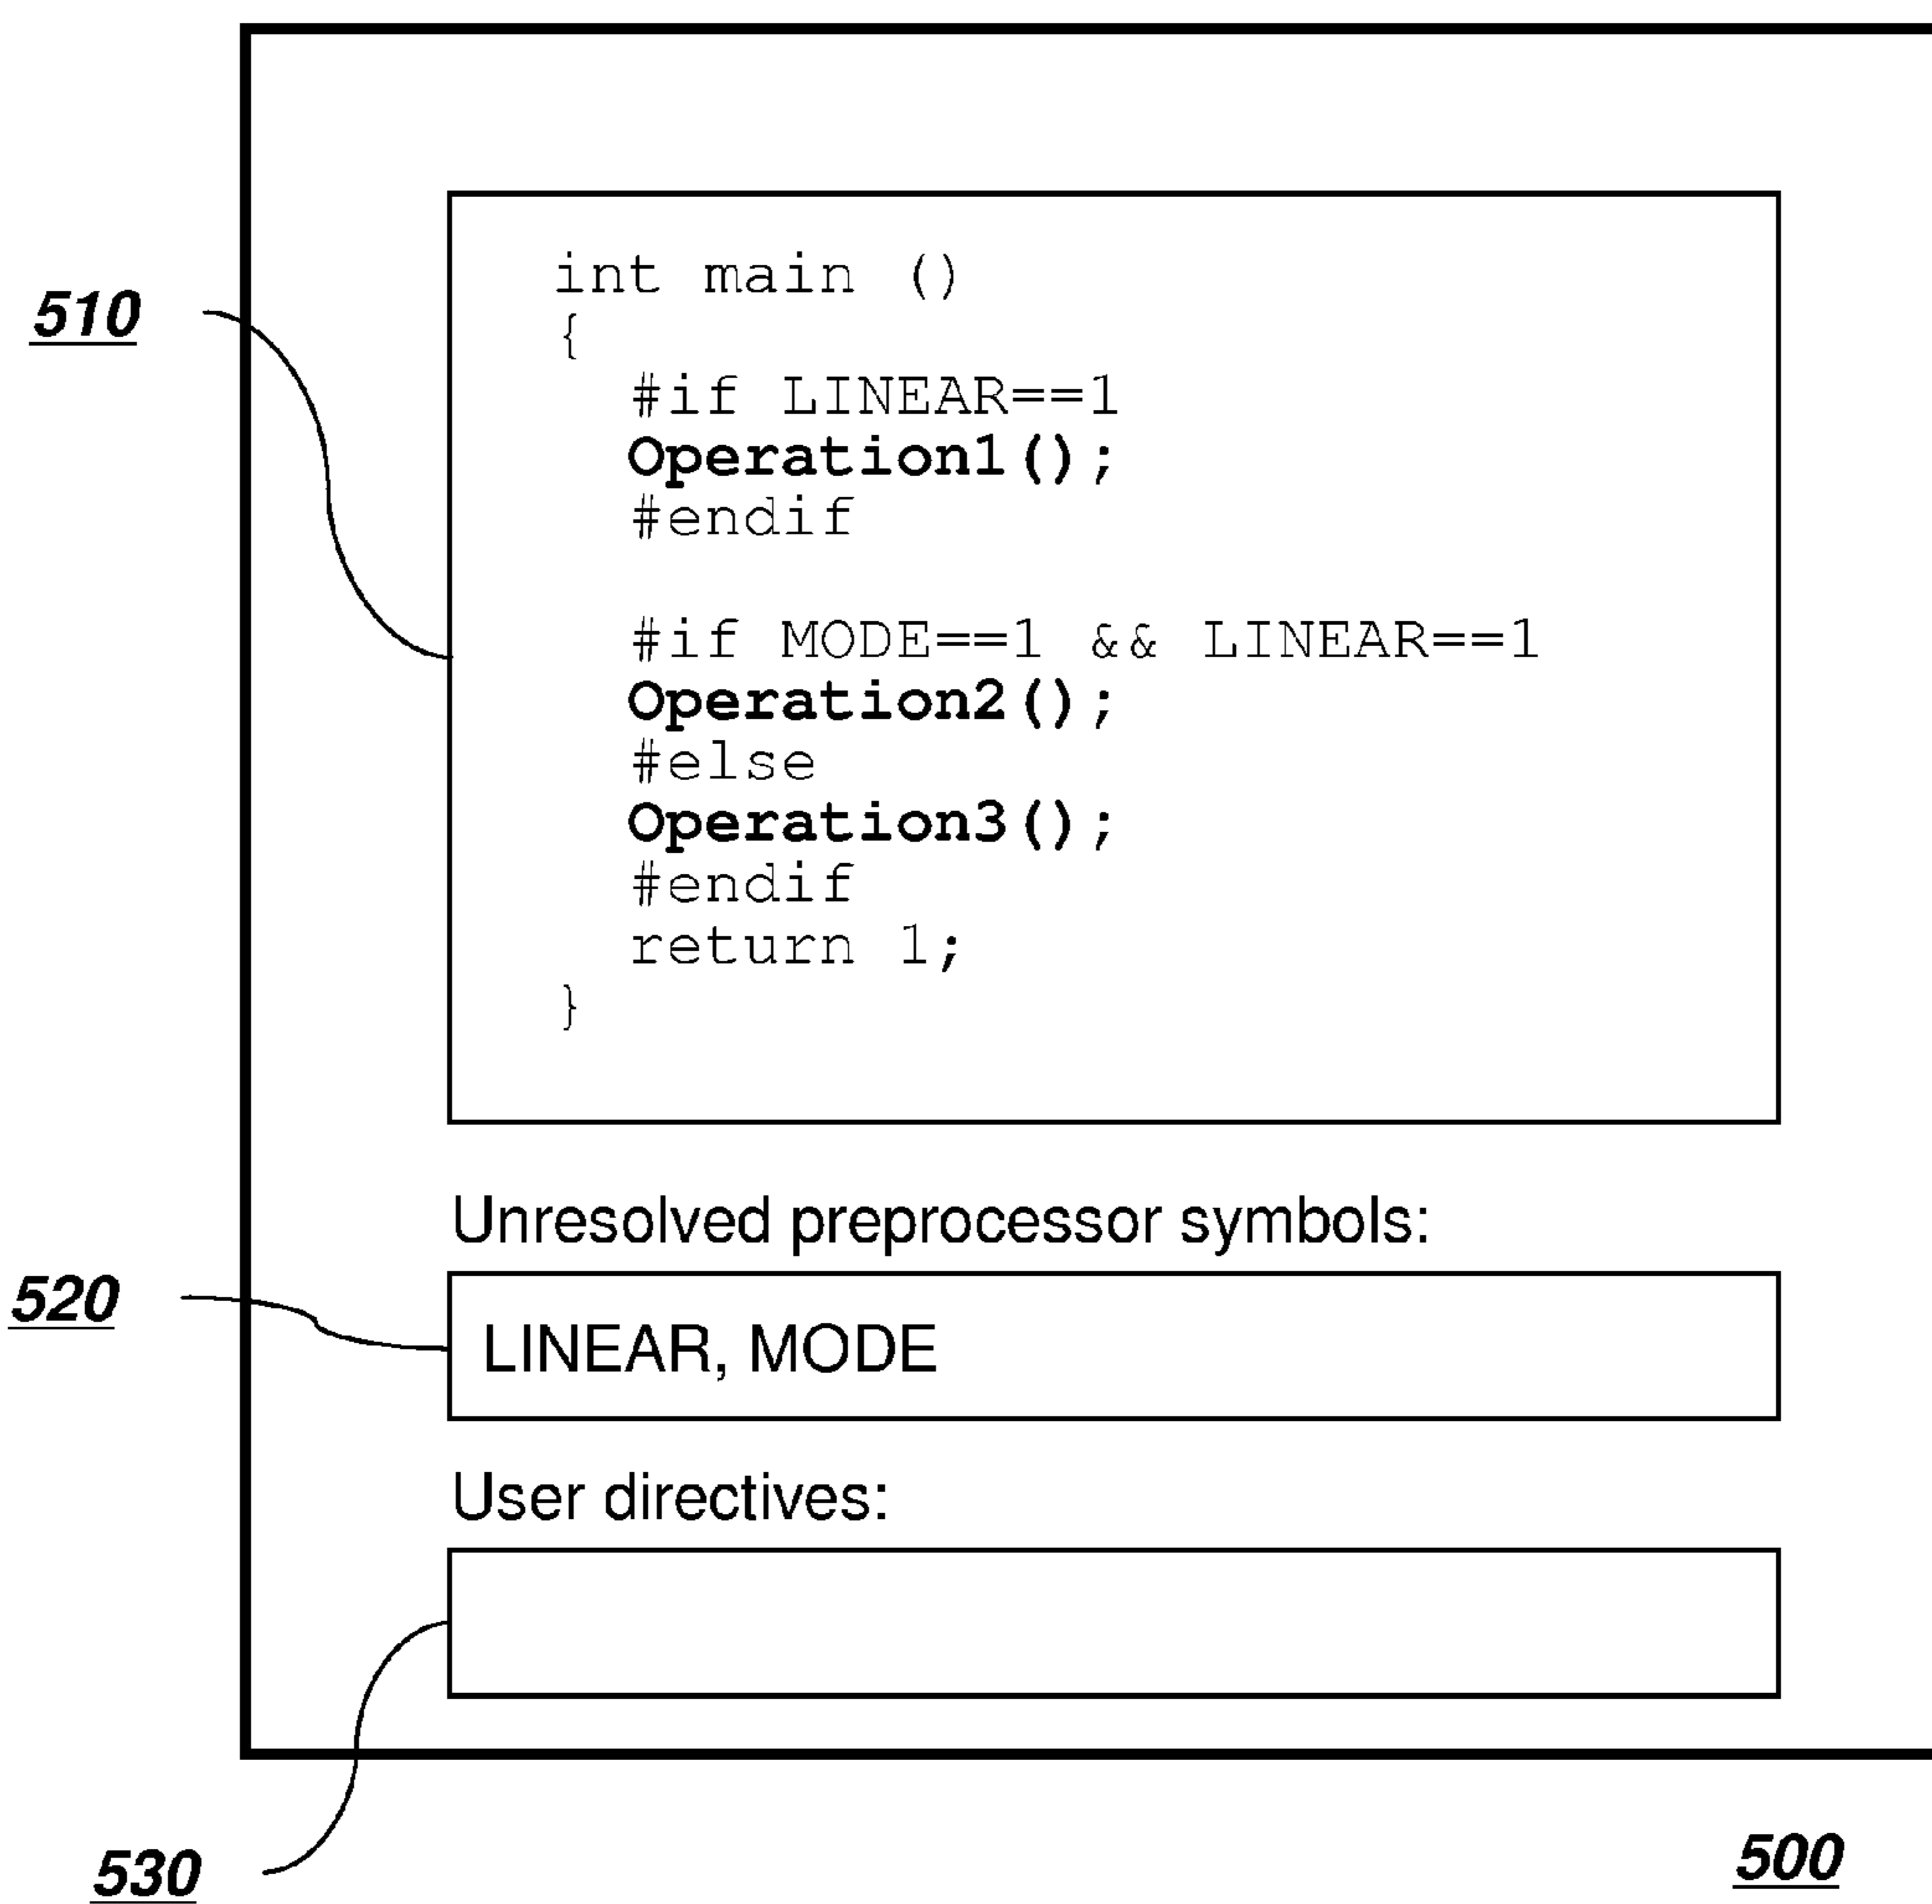 int main ()
{
#if LINEAR==1
Operation1();
#endif
#if MODE==1 && LINEAR==1
Operation2();
#else
Operation3();
#endif
return 1;
}
510
Unresolved preprocessor symbols:
520
LINEAR, MODE
User directives:
530
500